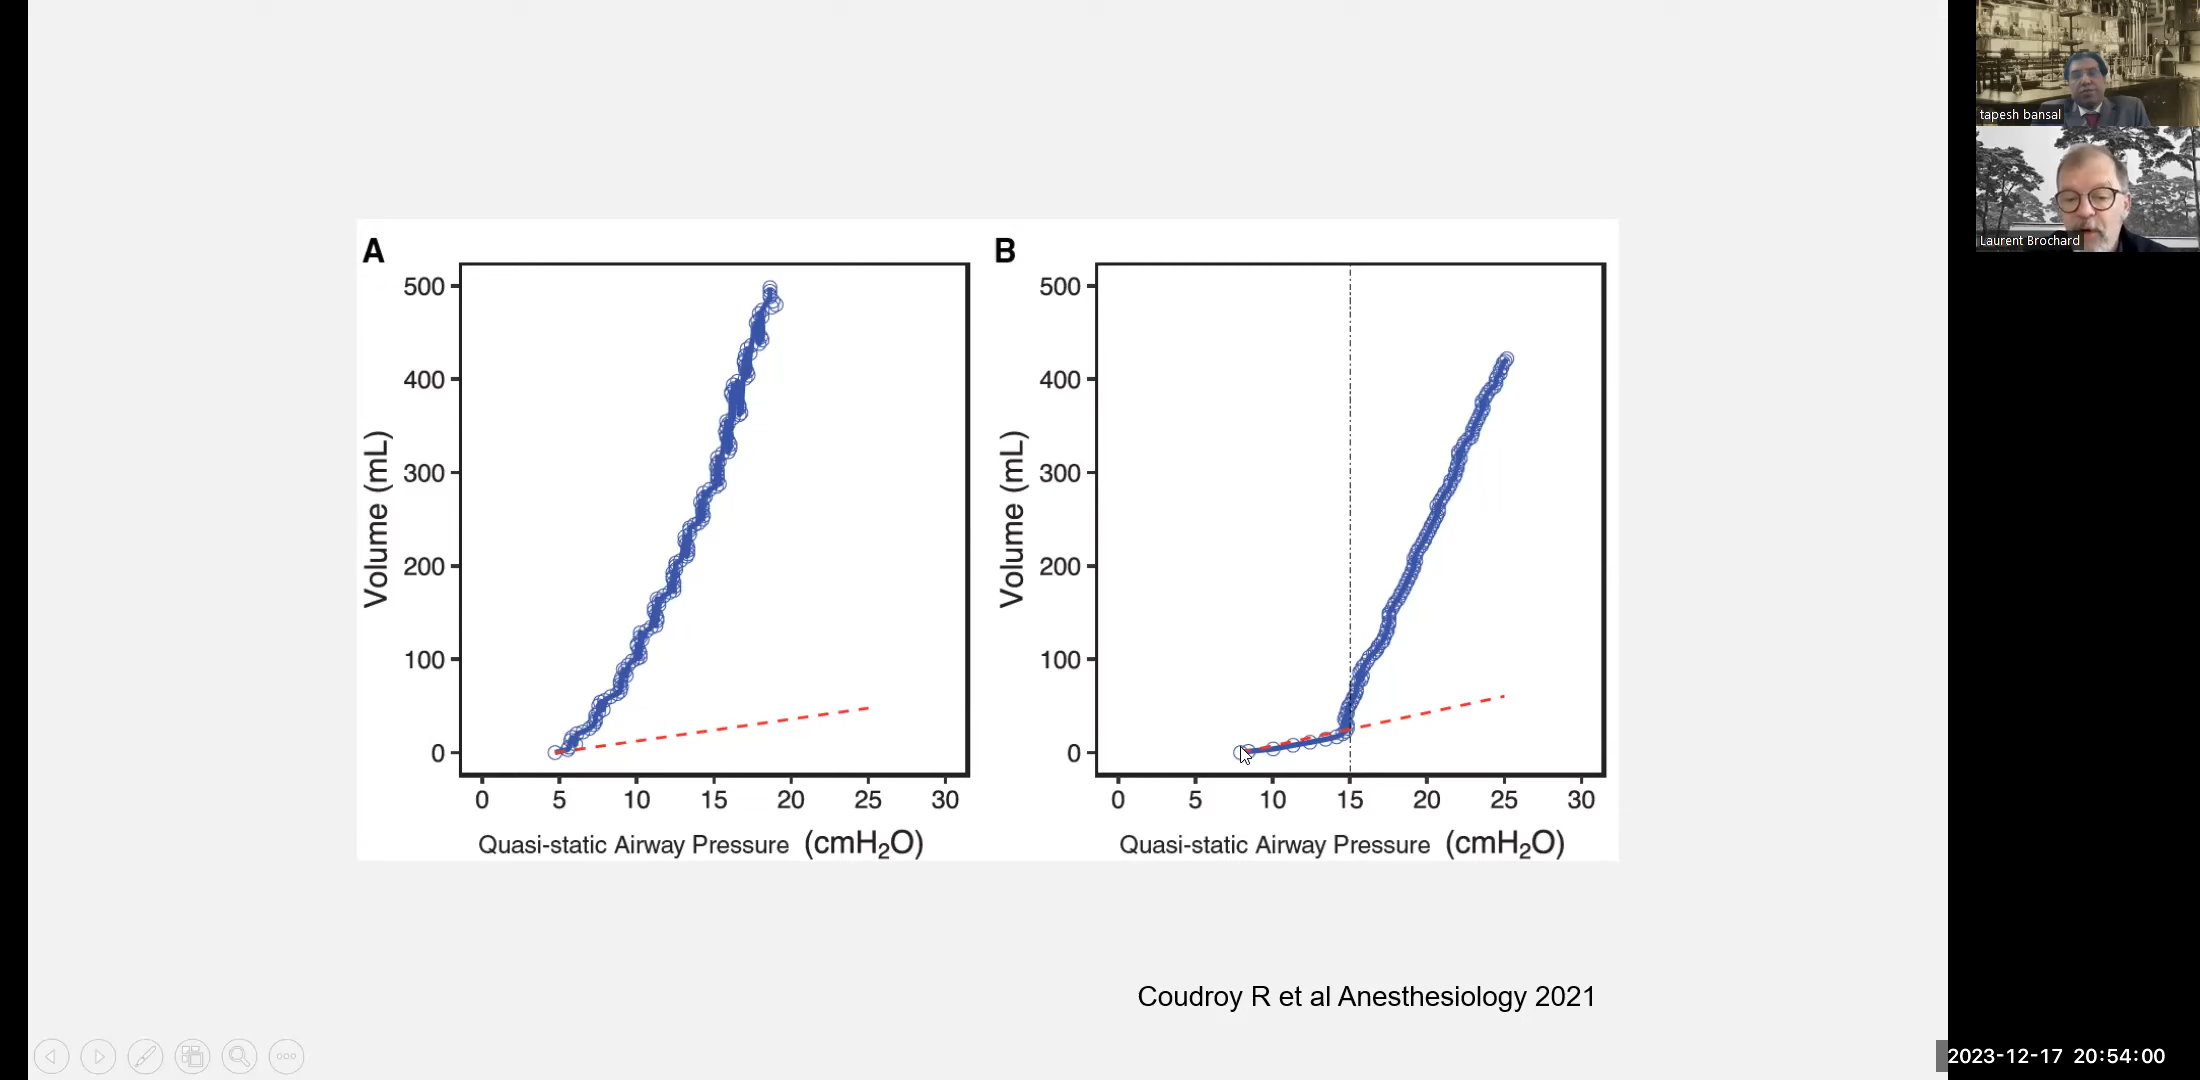 tapesh bansal
Laurent Brochard
A
500
400
300
200
100
0
Volume (mL)
0 5 10 15 20 25 30
Quasi-static Airway Pressure (cmH₂O)
B
500
400
300
200
100
0
Volume (mL)
0 5 10 15 20 25 30
Quasi-static Airway Pressure (cmH₂O)
Coudroy R et al Anesthesiology 2021
2023-12-17 20:54:00